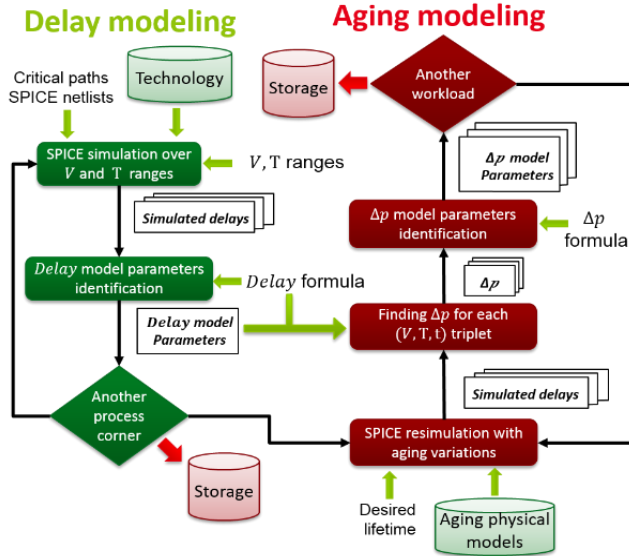 Delay modeling
Critical paths
SPICE netlists
Technology
SPICE simulation over
V and T ranges
V, T ranges
Simulated delays
Delay model parameters
identification
Delay formula
Delay model
Parameters
Another
process
corner
Storage
Aging modeling
Storage
Another
workload
Δp model
Parameters
Δp model parameters
identification
Δp
formula
Δp
Finding Δp for each
(V, T, t) triplet
Simulated delays
SPICE resimulation with
aging variations
Desired
lifetime
Aging physical
models